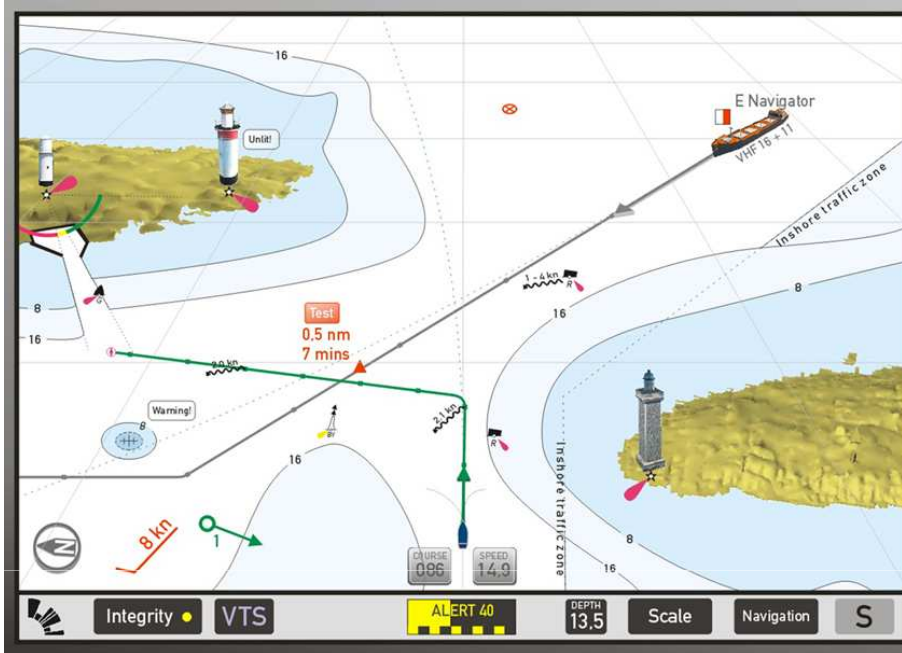 16
E Navigator
VHF 16 + 11
Unlit!
Inshore traffic zone
1 - 4 kn
R
8
G
8
16
16
Test
0,5 nm
7 mins
2.0 kn
Warning!
8
BY
2.1 kn
R
16
Inshore traffic zone
8 kn
1
N
8
16
COURSE
086
SPEED
14,9
Integrity
VTS
ALERT 40
DEPTH
13,5
Scale
Navigation
S